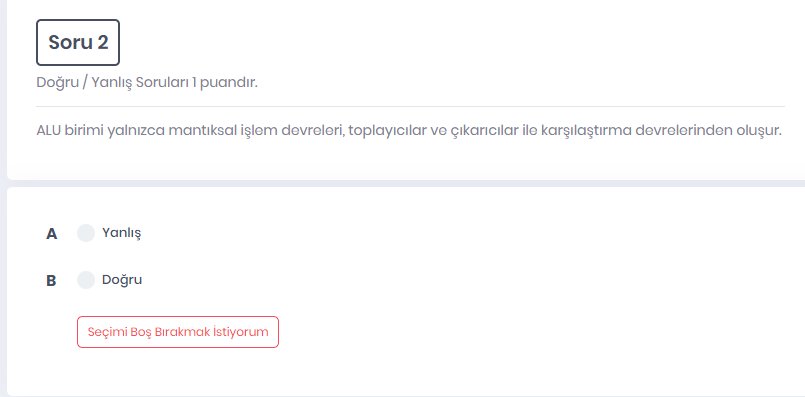 Soru 2
Doğru / Yanlış Soruları 1 puandır.
ALU birimi yalnızca mantıksal işlem devreleri, toplayıcılar ve çıkarıcılar ile karşılaştırma devrelerinden oluşur.
A Yanlış
B Doğru
Seçimi Boş Bırakmak İstiyorum